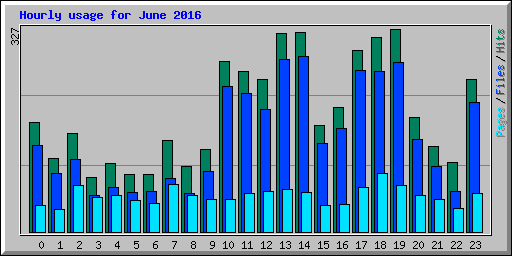 Hourly usage for June 2016
327
Pages/Files/Hits
0 1 2 3 4 5 6 7 8 9 10 11 12 13 14 15 16 17 18 19 20 21 22 23